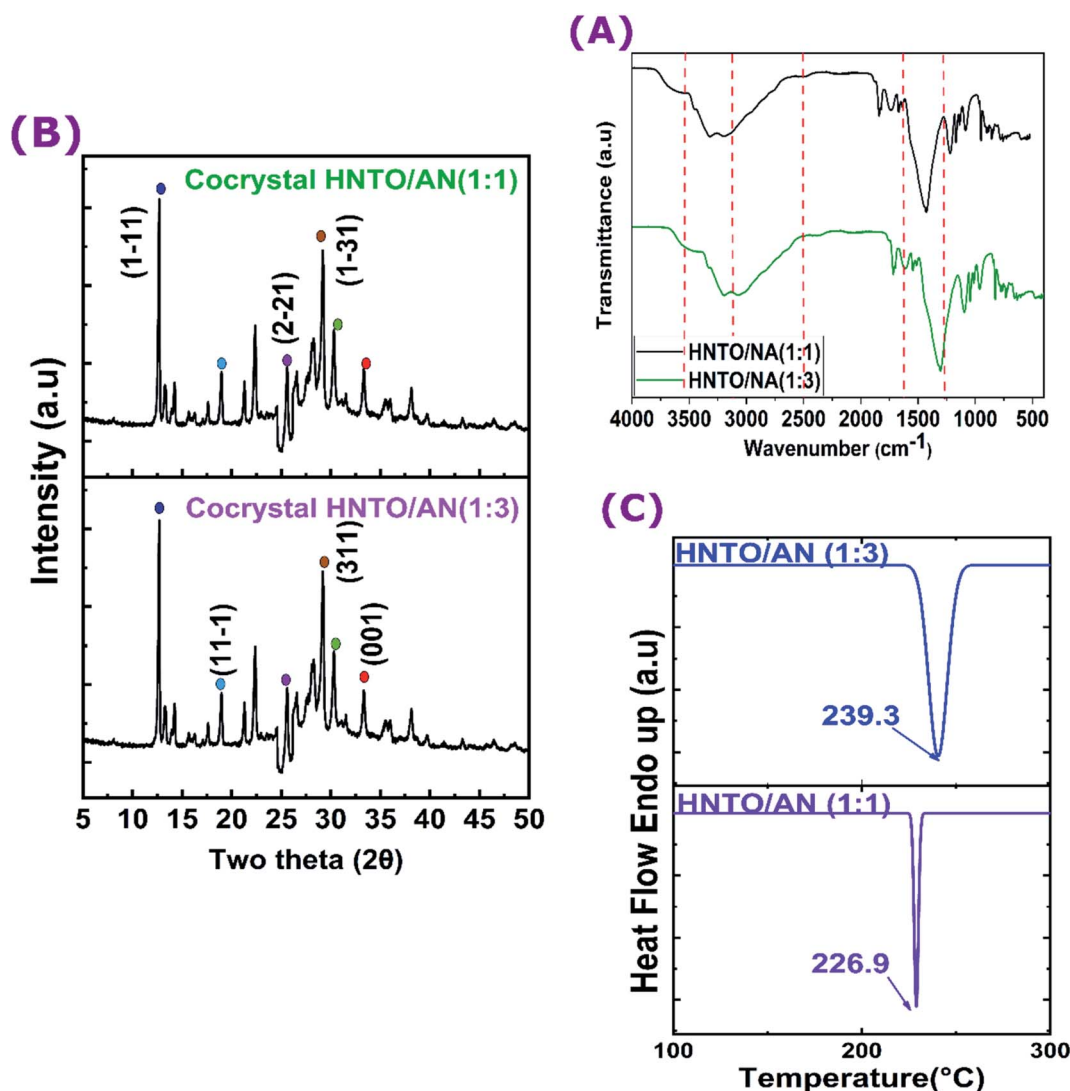 (A)
Transmittance (a.u)
HNTO/NA(1:1)
HNTO/NA(1:3)
4000 3500 3000 2500 2000 1500 1000 500
Wavenumber (cm-1)
(B)
Cocrystal HNTO/AN(1:1)
(1-11)
(2-21)
(1-31)
Cocrystal HNTO/AN(1:3)
(11-1)
(311)
(001)
Intensity (a.u)
5 10 15 20 25 30 35 40 45 50
Two theta (2θ)
(C)
HNTO/AN (1:3)
239.3
HNTO/AN (1:1)
226.9
Heat Flow Endo up (a.u)
100 200 300
Temperature(°C)